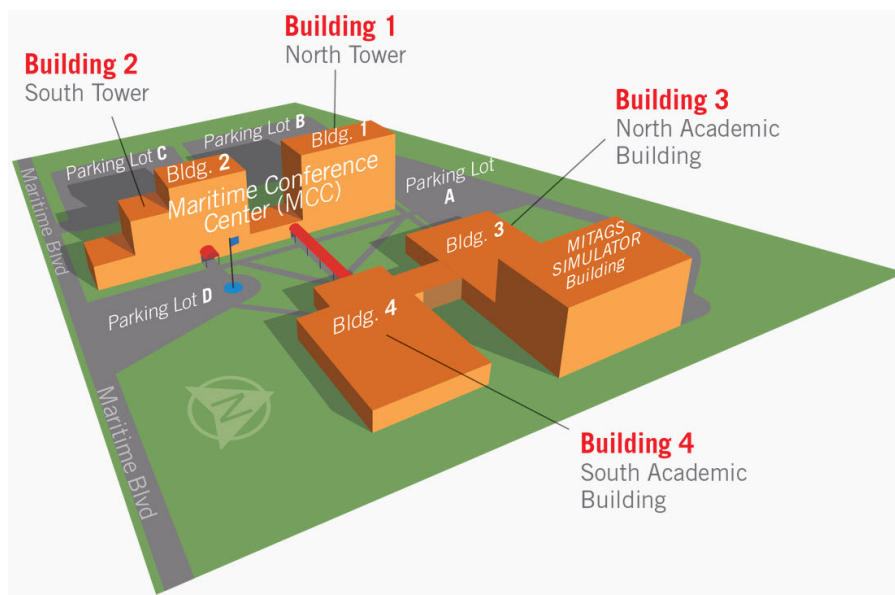 Building 1
North Tower
Building 2
South Tower
Building 3
North Academic
Building
Parking Lot B
Bldg. 1
Parking Lot C
Bldg. 2
Maritime Conference
Center (MCC)
Parking Lot
A
Maritime Blvd
Bldg. 3
MITAGS
SIMULATOR
Building
Parking Lot D
Bldg. 4
Maritime Blvd
N
Building 4
South Academic
Building